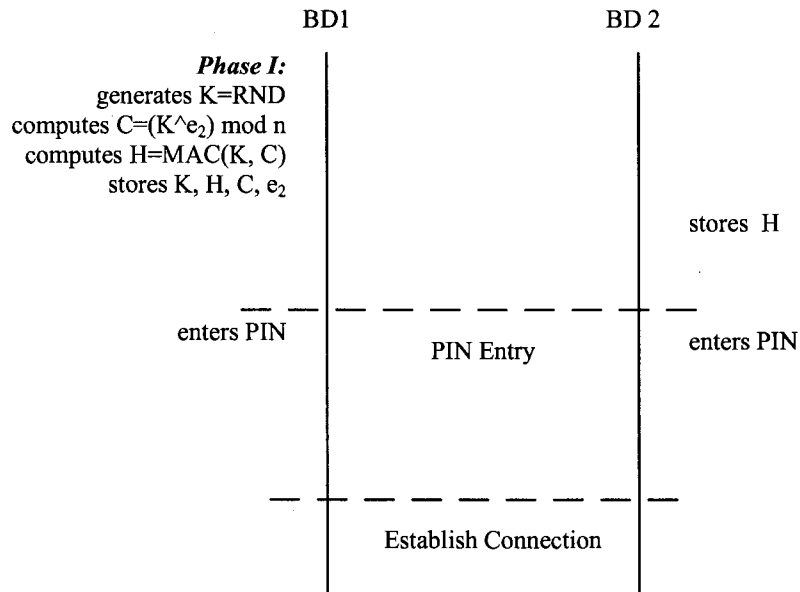 BD1
BD 2
Phase I:
generates K=RND
computes C=(K^e₂) mod n
computes H=MAC(K, C)
stores K, H, C, e₂
stores H
enters PIN
PIN Entry
enters PIN
Establish Connection